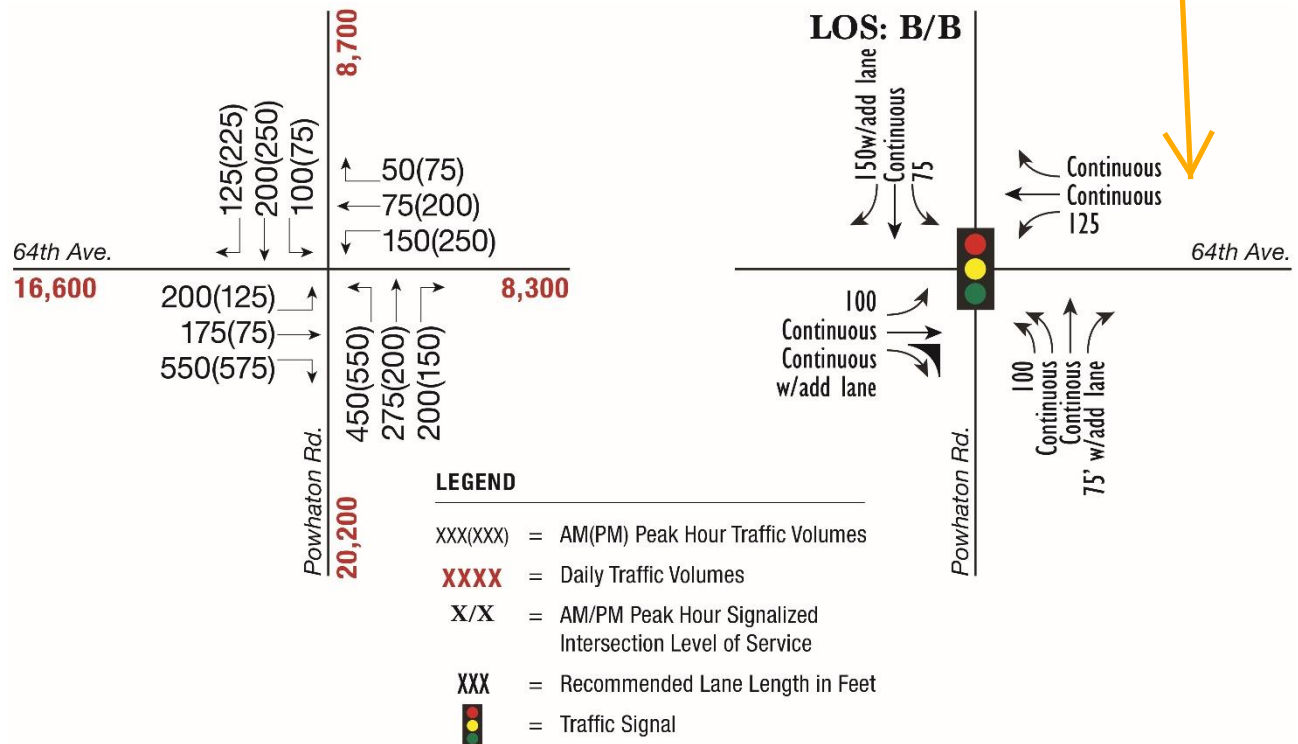 8,700
125(225)
200(250)
100(75)
50(75)
75(200)
150(250)
64th Ave.
16,600
8,300
200(125)
175(75)
550(575)
450(550)
275(200)
200(150)
Powhaton Rd.
20,200
LOS: B/B
150w/add lane
Continuous
75
Continuous
Continuous
125
64th Ave.
100
Continuous
Continuous
w/add lane
100
Continuous
Continous
75' w/add lane
Powhaton Rd.
LEGEND
XXX(XXX) = AM(PM) Peak Hour Traffic Volumes
XXXX = Daily Traffic Volumes
X/X = AM/PM Peak Hour Signalized
Intersection Level of Service
XXX = Recommended Lane Length in Feet
= Traffic Signal